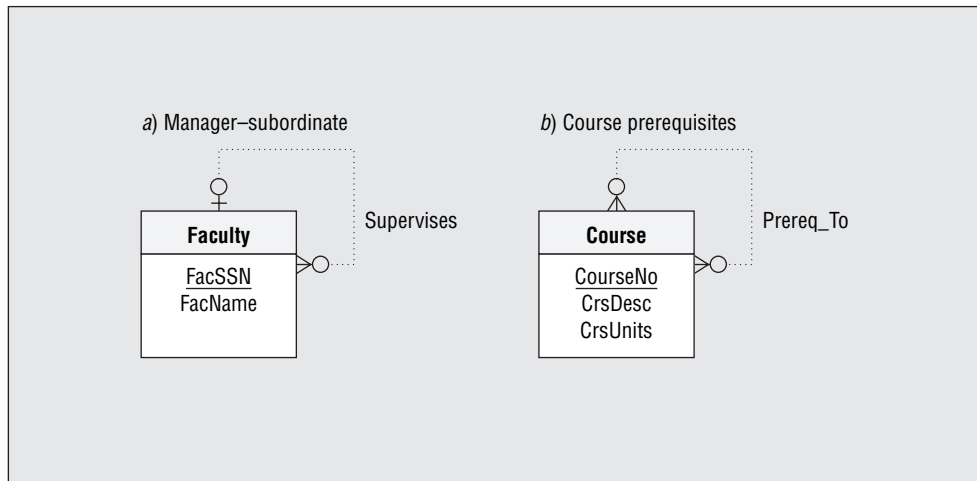 a) Manager–subordinate
Supervises
Faculty
FacSSN
FacName
b) Course prerequisites
Prereq_To
Course
CourseNo
CrsDesc
CrsUnits